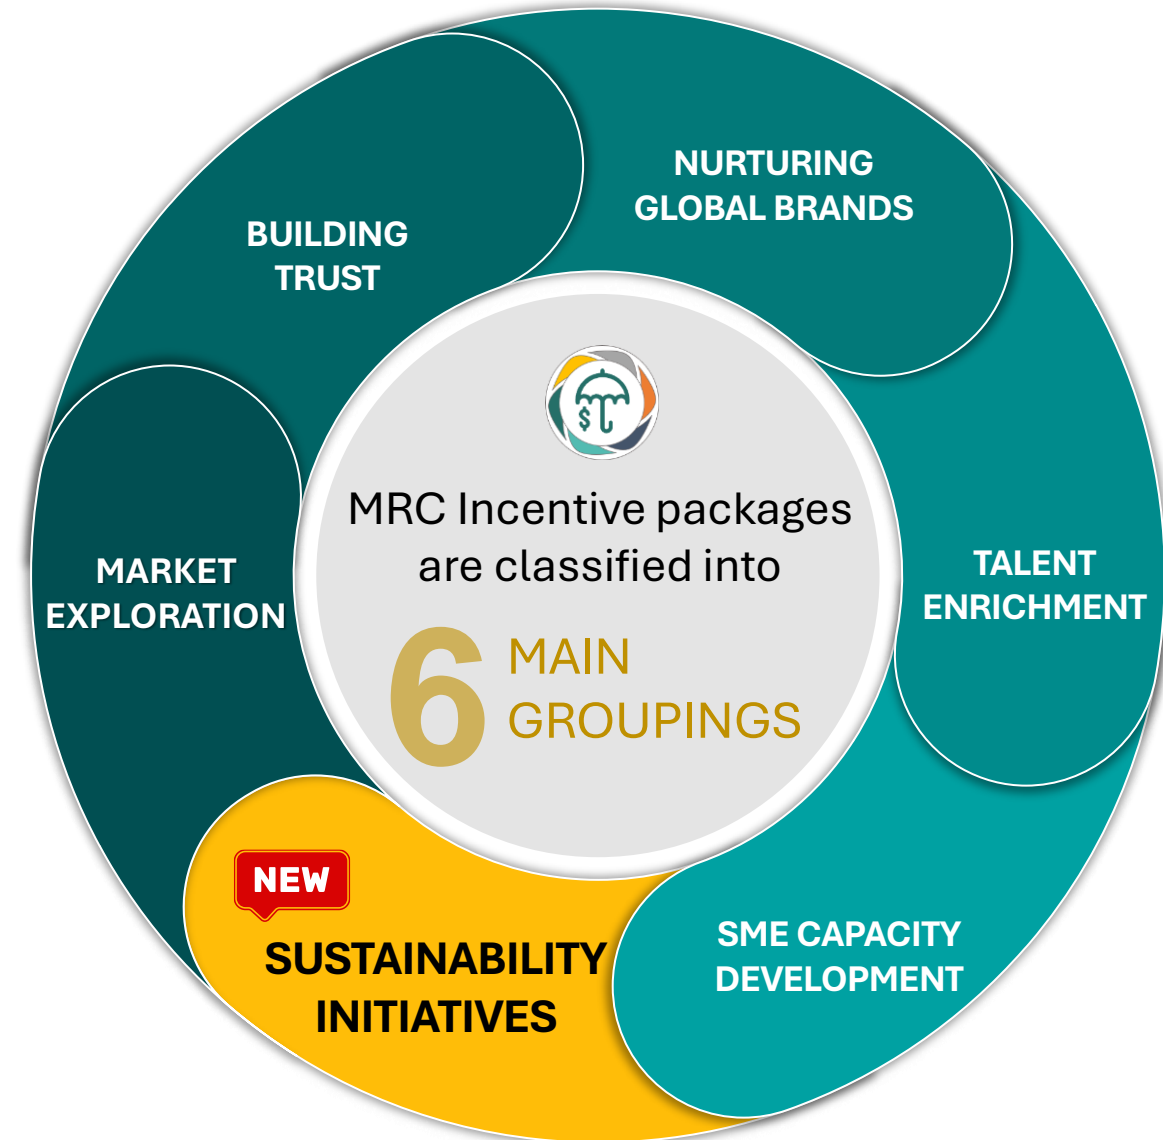 NURTURING
GLOBAL BRANDS
BUILDING
TRUST
$
MRC Incentive packages
are classified into
6 MAIN
GROUPINGS
MARKET
EXPLORATION
TALENT
ENRICHMENT
NEW
SUSTAINABILITY
INITIATIVES
SME CAPACITY
DEVELOPMENT